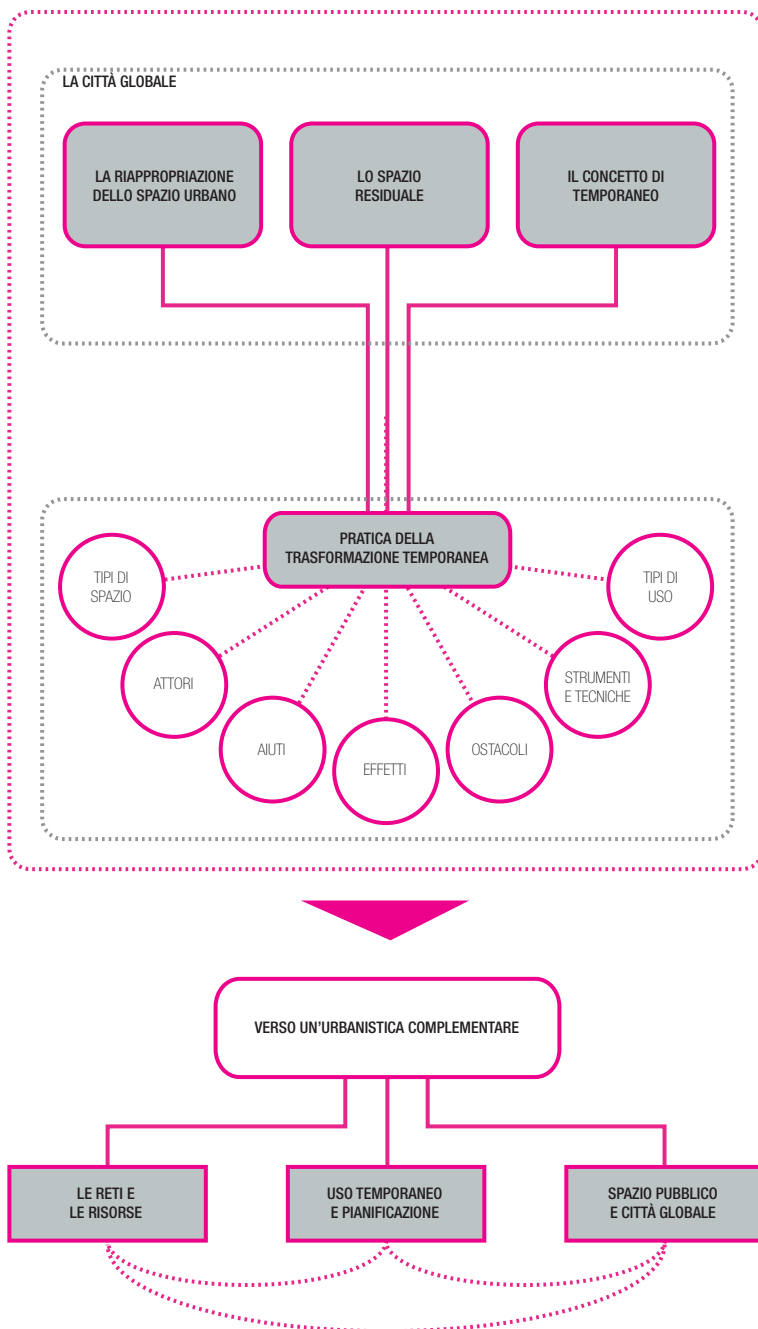 LA CITTÀ GLOBALE
LA RIAPPROPRIAZIONE
DELLO SPAZIO URBANO
LO SPAZIO
RESIDUALE
IL CONCETTO DI
TEMPORANEO
PRATICA DELLA
TRASFORMAZIONE TEMPORANEA
TIPI DI
SPAZIO
ATTORI
AIUTI
EFFETTI
OSTACOLI
STRUMENTI
E TECNICHE
TIPI DI
USO
VERSO UN’URBANISTICA COMPLEMENTARE
LE RETI E
LE RISORSE
USO TEMPORANEO
E PIANIFICAZIONE
SPAZIO PUBBLICO
E CITTÀ GLOBALE